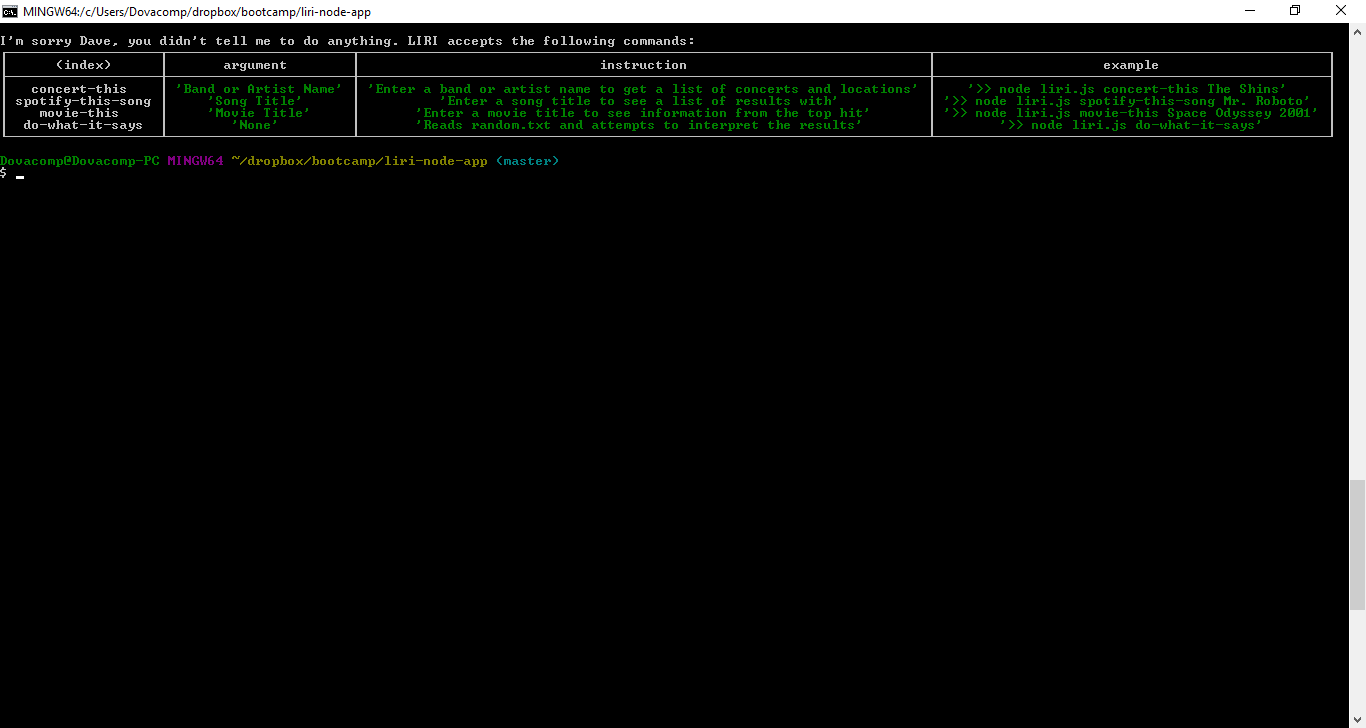 MINGW64:/c/Users/Dovacomp/dropbox/bootcamp/liri-node-app
I'm sorry Dave, you didn't tell me to do anything. LIRI accepts the following commands:
(index) argument instruction example
concert-this 'Band or Artist Name' 'Enter a band or artist name to get a list of concerts and locations' '>> node liri.js concert-this The Shins'
spotify-this-song 'Song Title' 'Enter a song title to see a list of results with' '>> node liri.js spotify-this-song Mr. Roboto'
movie-this 'Movie Title' 'Enter a movie title to see information from the top hit' '>> node liri.js movie-this Space Odyssey 2001'
do-what-it-says 'None' 'Reads random.txt and attempts to interpret the results' '>> node liri.js do-what-it-says'
Dovacomp@Dovacomp-PC MINGW64 ~/dropbox/bootcamp/liri-node-app (master)
$